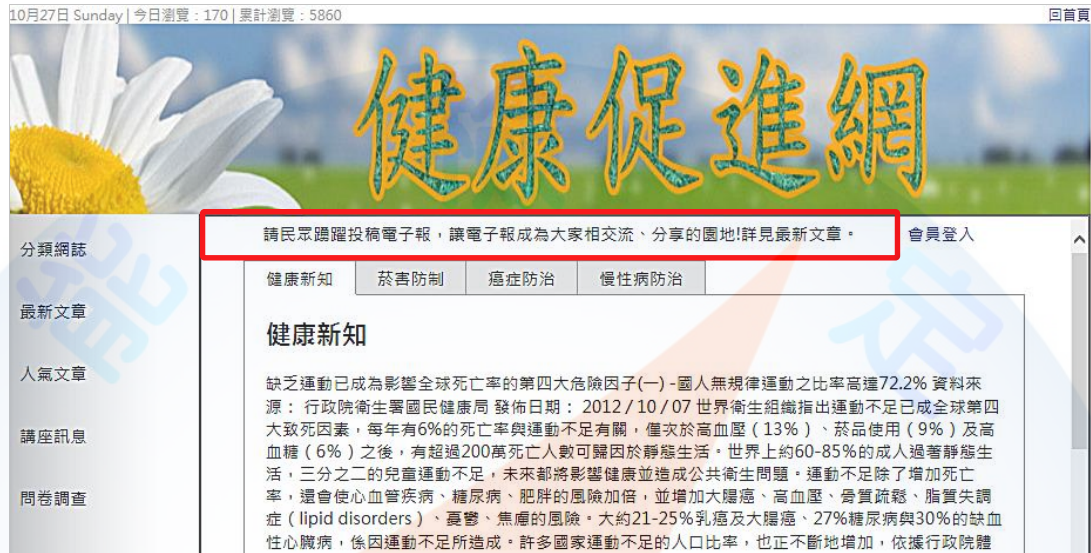 10月27日 Sunday | 今日瀏覽：170 | 累計瀏覽：5860
回首頁
健康促進網
請民眾踴躍投稿電子報，讓電子報成為大家相交流、分享的園地!詳見最新文章。
會員登入
分類網誌
最新文章
人氣文章
講座訊息
問卷調查
健康新知
菸害防制
癌症防治
慢性病防治
健康新知
缺乏運動已成為影響全球死亡率的第四大危險因子(一) -國人無規律運動之比率高達72.2% 資料來
源： 行政院衛生署國民健康局 發佈日期： 2012 / 10 / 07 世界衛生組織指出運動不足已成全球第四
大致死因素，每年有6%的死亡率與運動不足有關，僅次於高血壓（13%）、菸品使用（9%）及高
血糖（6%）之後，有超過200萬死亡人數可歸因於靜態生活。世界上約60-85%的成人過著靜態生
活，三分之二的兒童運動不足，未來都將影響健康並造成公共衛生問題。運動不足除了增加死亡
率，還會使心血管疾病、糖尿病、肥胖的風險加倍，並增加大腸癌、高血壓、骨質疏鬆、脂質失調
症（lipid disorders）、憂鬱、焦慮的風險。大約21-25%乳癌及大腸癌、27%糖尿病與30%的缺血
性心臟病，係因運動不足所造成。許多國家運動不足的人口比率，也正不斷地增加，依據行政院體